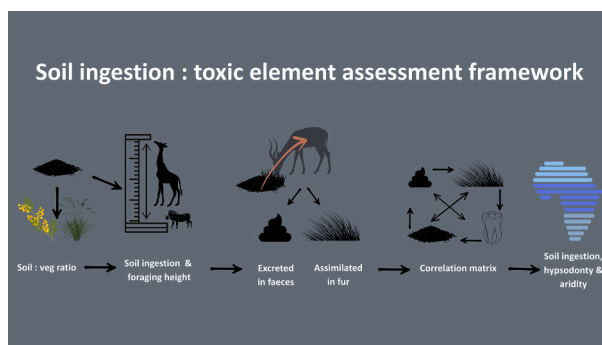 Soil ingestion : toxic element assessment framework
Soil : veg ratio
Soil ingestion &
foraging height
Excreted
in faeces
Assimilated
in fur
Correlation matrix
Soil ingestion,
hypsodonty &
aridity